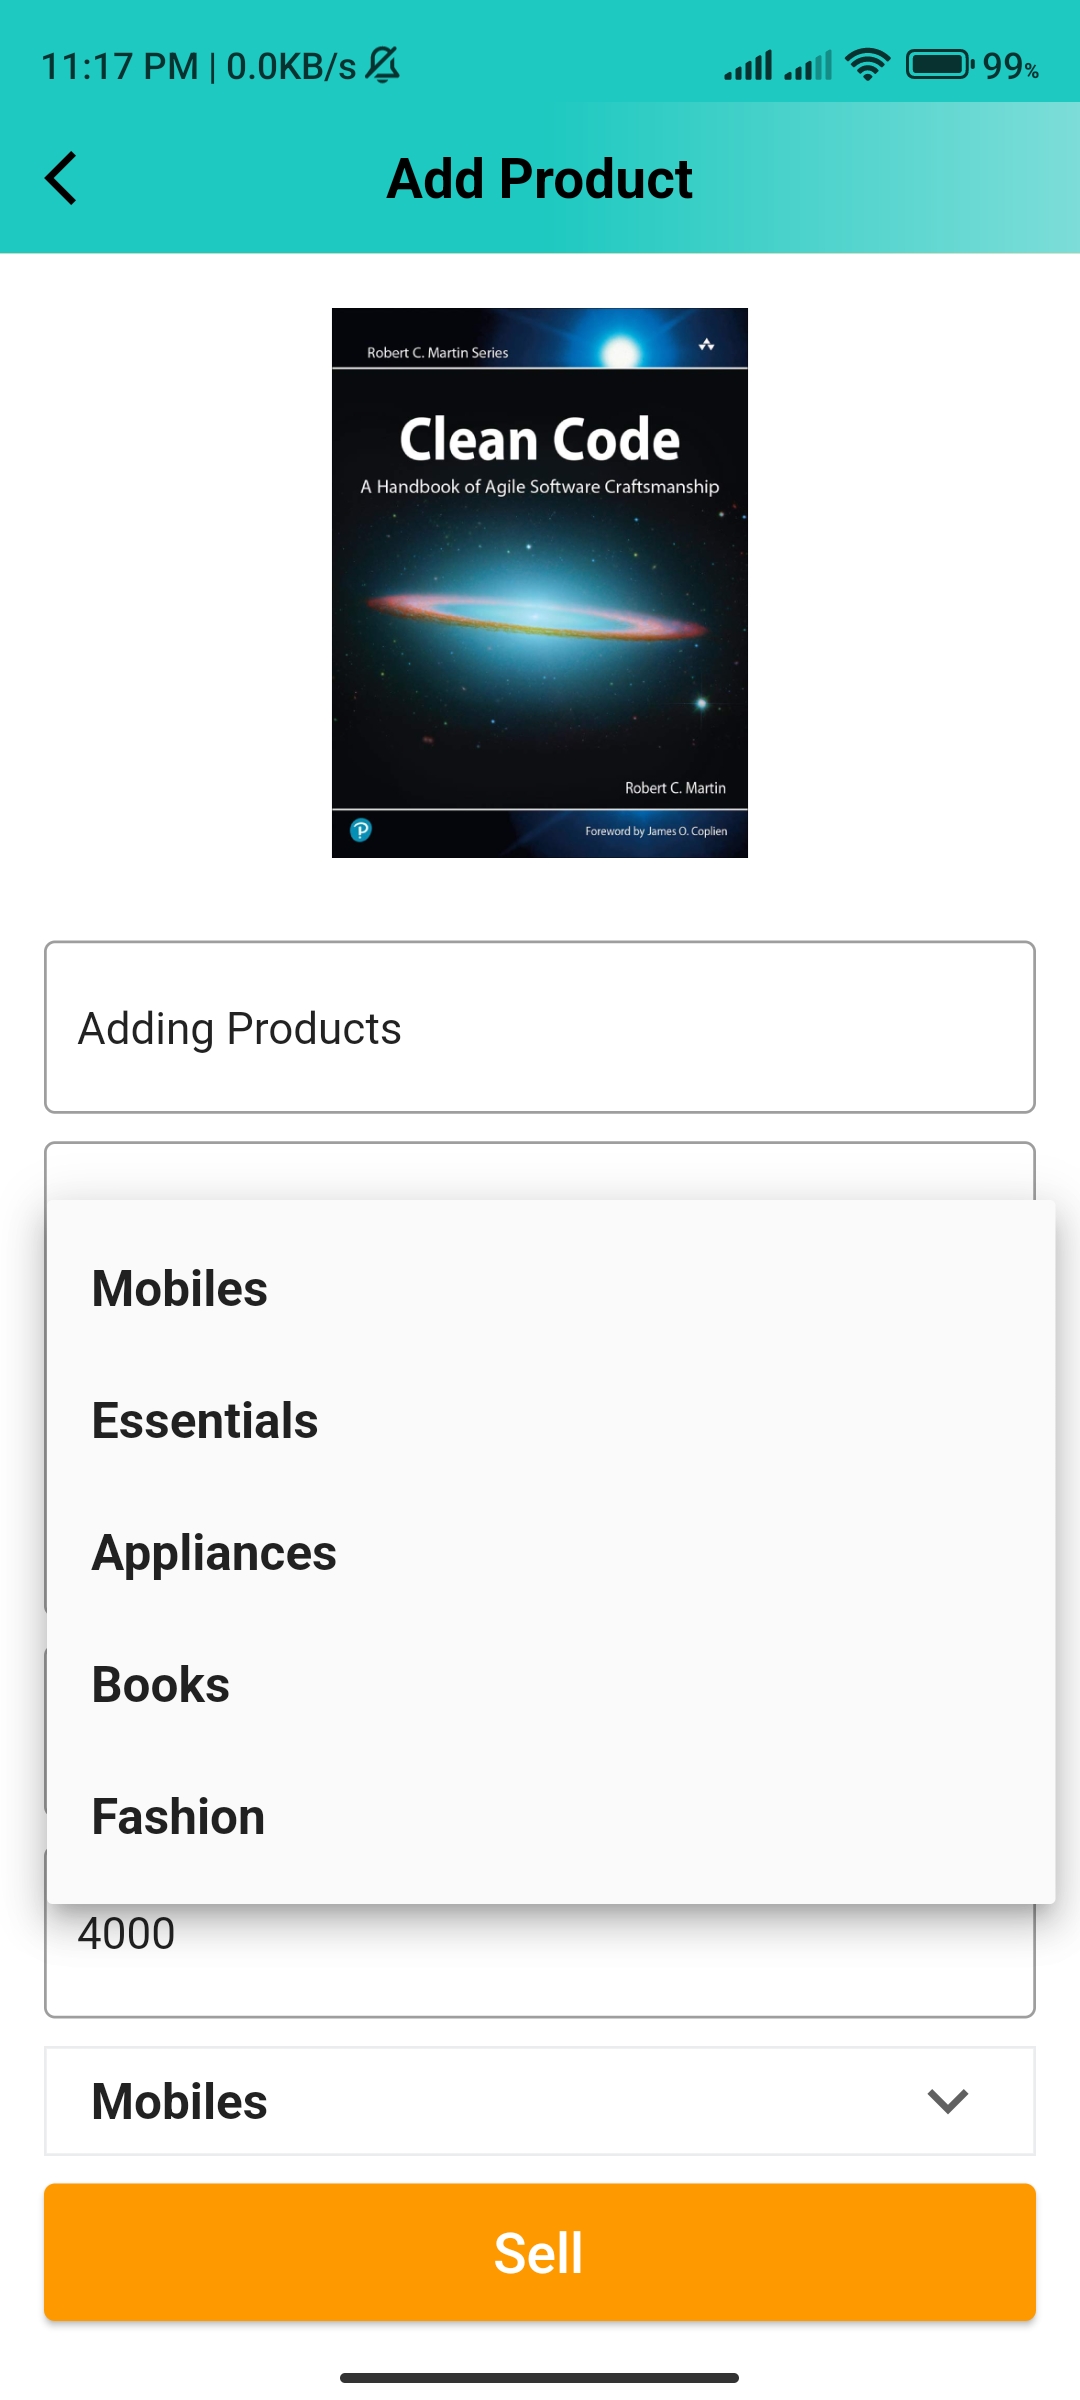 11:17 PM | 0.0KB/s
99%
Add Product
Robert C. Martin Series
Clean Code
A Handbook of Agile Software Craftsmanship
Robert C. Martin
P
Foreword by James O. Coplien
Adding Products
Mobiles
Essentials
Appliances
Books
Fashion
4000
Mobiles
Sell